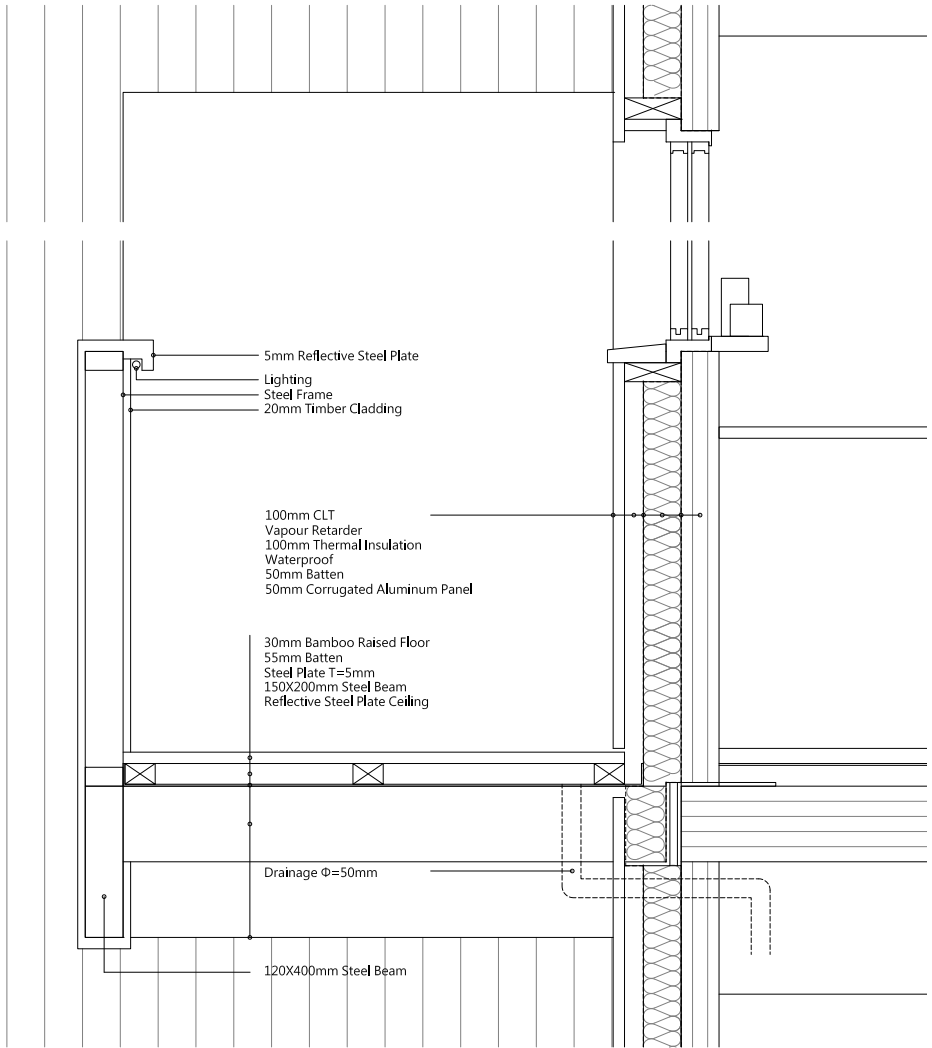 5mm Reflective Steel Plate
Lighting
Steel Frame
20mm Timber Cladding
100mm CLT
Vapour Retarder
100mm Thermal Insulation
Waterproof
50mm Batten
50mm Corrugated Aluminum Panel
30mm Bamboo Raised Floor
55mm Batten
Steel Plate T=5mm
150X200mm Steel Beam
Reflective Steel Plate Ceiling
Drainage Φ=50mm
120X400mm Steel Beam